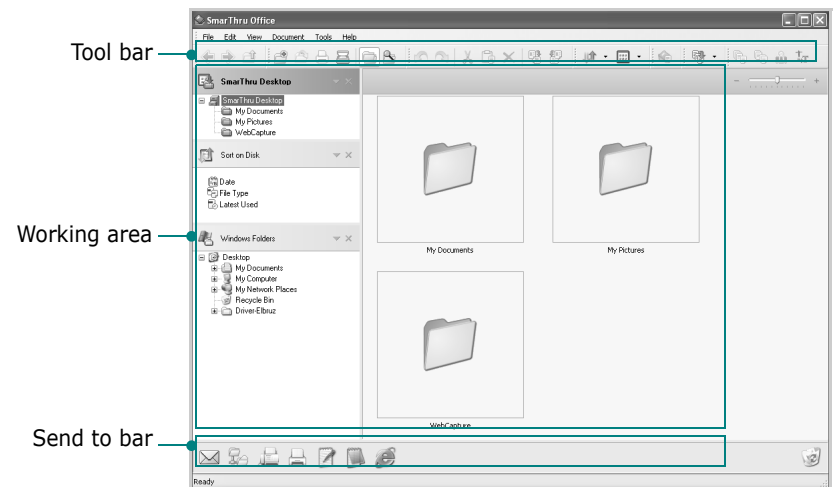 SmarThru Office
File Edit View Document Tools Help
Tool bar
SmarThru Desktop
SmarThru Desktop
My Documents
My Pictures
WebCapture
Sort on Disk
Date
File Type
Latest Used
Working area
Windows Folders
Desktop
My Documents
My Computer
My Network Places
Recycle Bin
Driver-Elbruz
My Documents
My Pictures
WebCapture
Send to bar
Ready